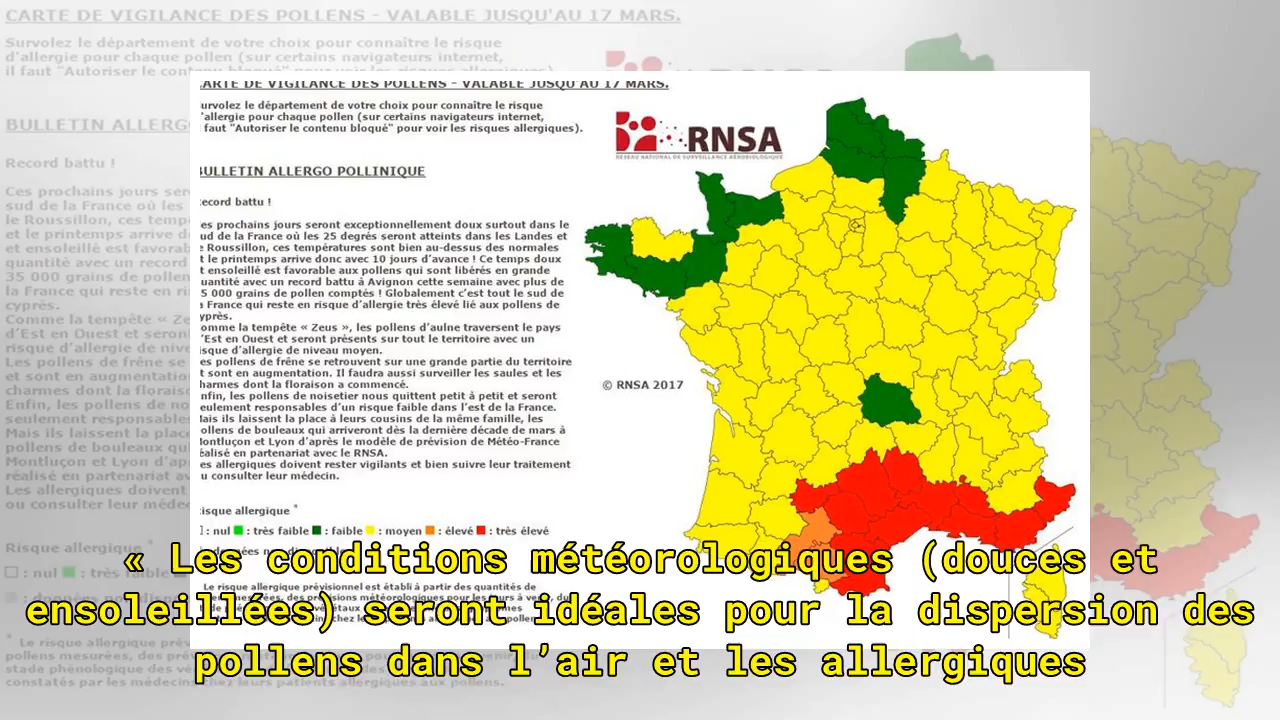 CARTE DE VIGILANCE DES POLLENS - VALABLE JUSQU'AU 17 MARS.
Survolez le département de votre choix pour connaître le risque
d'allergie pour chaque pollen (sur certains navigateurs internet,
il faut "Autoriser le contenu bloqué" pour voir les risques allergiques).
RNSA
RESEAU NATIONAL DE SURVEILLANCE AEROBIOLOGIQUE
BULLETIN ALLERGO POLLINIQUE
Record battu !
Ces prochains jours seront exceptionnellement doux surtout dans le
sud de la France où les 25 degrés seront atteints dans les Landes et
le Roussillon, ces températures sont bien au-dessus des normales
et le printemps arrive donc avec 10 jours d'avance ! Ce temps doux
et ensoleillé est favorable aux pollens qui sont libérés en grande
quantité avec un record battu à Avignon cette semaine avec plus de
35 000 grains de pollen comptés ! Globalement c'est tout le sud de
la France qui reste en risque d'allergie très élevé lié aux pollens de
cyprès.
Comme la tempête « Zeus », les pollens d'aulne traversent le pays
d'Est en Ouest et seront présents sur tout le territoire avec un
risque d'allergie de niveau moyen.
Les pollens de frêne se retrouvent sur une grande partie du territoire
et sont en augmentation. Il faudra aussi surveiller les saules et les
charmes dont la floraison a commencé.
Enfin, les pollens de noisetier nous quittent petit à petit et seront
seulement responsables d'un risque faible dans l'est de la France.
Mais ils laissent la place à leurs cousins de la même famille, les
pollens de bouleaux qui arriveront dès la dernière décade de mars à
Montluçon et Lyon d'après le modèle de prévision de Météo-France
réalisé en partenariat avec le RNSA.
Les allergiques doivent rester vigilants et bien suivre leur traitement
ou consulter leur médecin.
© RNSA 2017
Risque allergique *
: nul : très faible : faible : moyen : élevé : très élevé
« Les conditions météorologiques (douces et
ensoleillées) seront idéales pour la dispersion des
pollens dans l’air et les allergiques